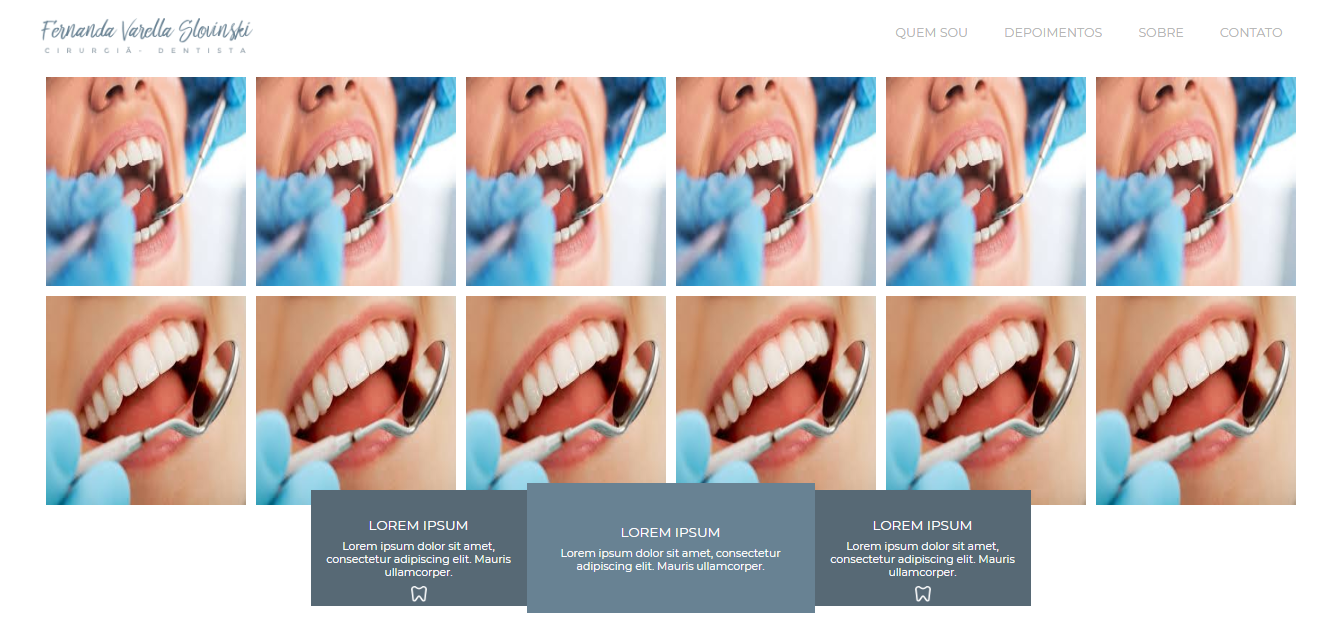 Fernanda Varella Slovinski
CIRURGIÃ- DENTISTA
QUEM SOU DEPOIMENTOS SOBRE CONTATO
LOREM IPSUM
Lorem ipsum dolor sit amet,
consectetur adipiscing elit. Mauris
ullamcorper.
LOREM IPSUM
Lorem ipsum dolor sit amet, consectetur
adipiscing elit. Mauris ullamcorper.
LOREM IPSUM
Lorem ipsum dolor sit amet,
consectetur adipiscing elit. Mauris
ullamcorper.